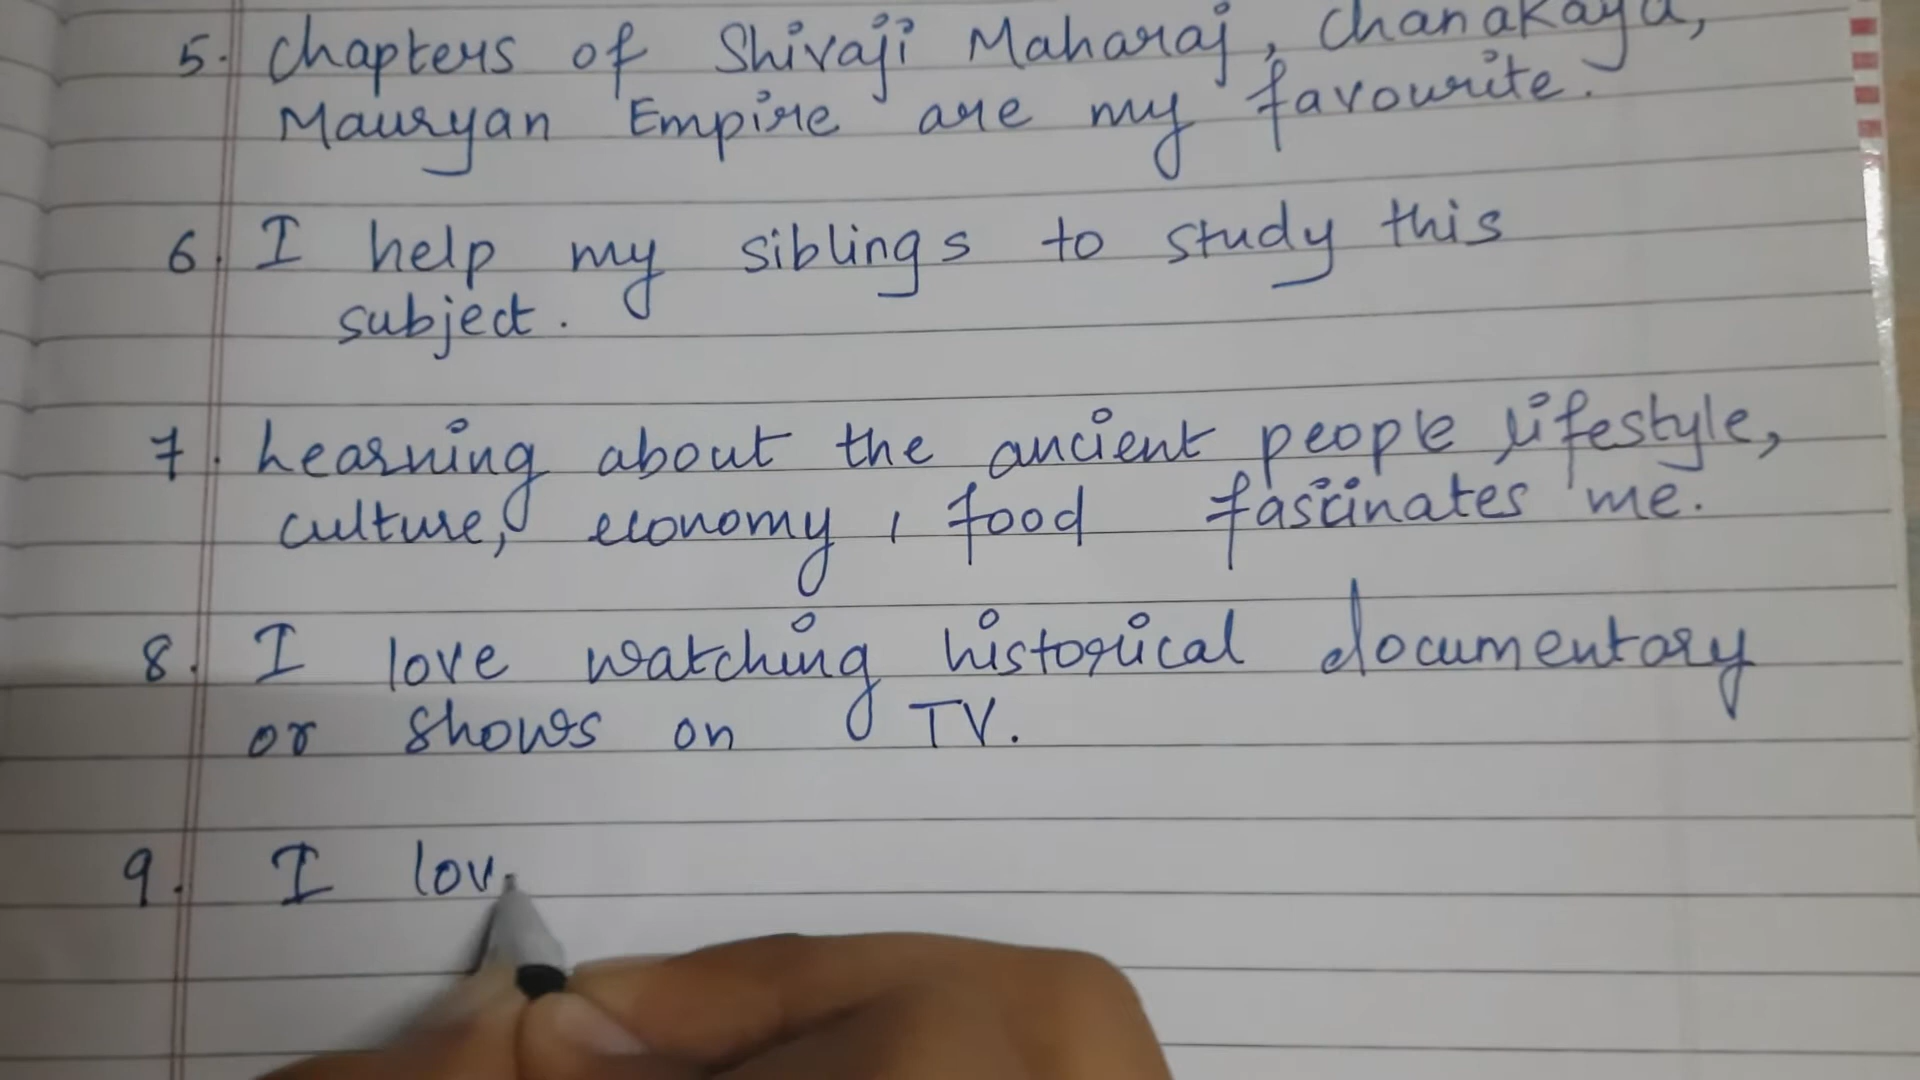 5. Chapters of Shivaji Maharaj, Chanakaya,
Mauryan Empire are my favourite.
6. I help my siblings to study this
subject.
7. Learning about the ancient people lifestyle,
culture, economy, food fascinates me.
8. I love watching historical documentary
or shows on TV.
9. I lov